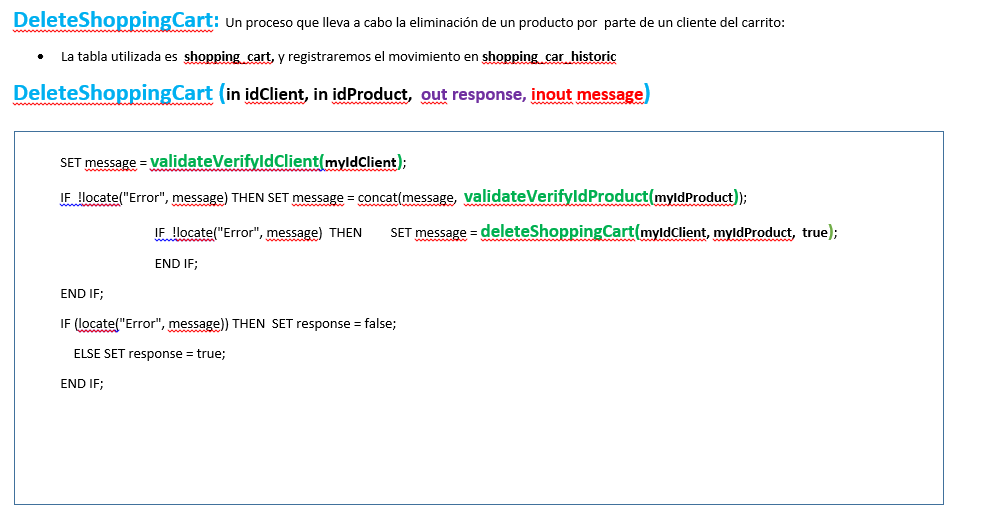 DeleteShoppingCart: Un proceso que lleva a cabo la eliminación de un producto por parte de un cliente del carrito:
• La tabla utilizada es shopping_cart, y registraremos el movimiento en shopping_car_historic
DeleteShoppingCart (in idClient, in idProduct, out response, inout message)
SET message = validateVerifyIdClient(myIdClient);
IF !locate("Error", message) THEN SET message = concat(message, validateVerifyIdProduct(myIdProduct));
IF !locate("Error", message) THEN SET message = deleteShoppingCart(myIdClient, myIdProduct, true);
END IF;
END IF;
IF (locate("Error", message)) THEN SET response = false;
ELSE SET response = true;
END IF;